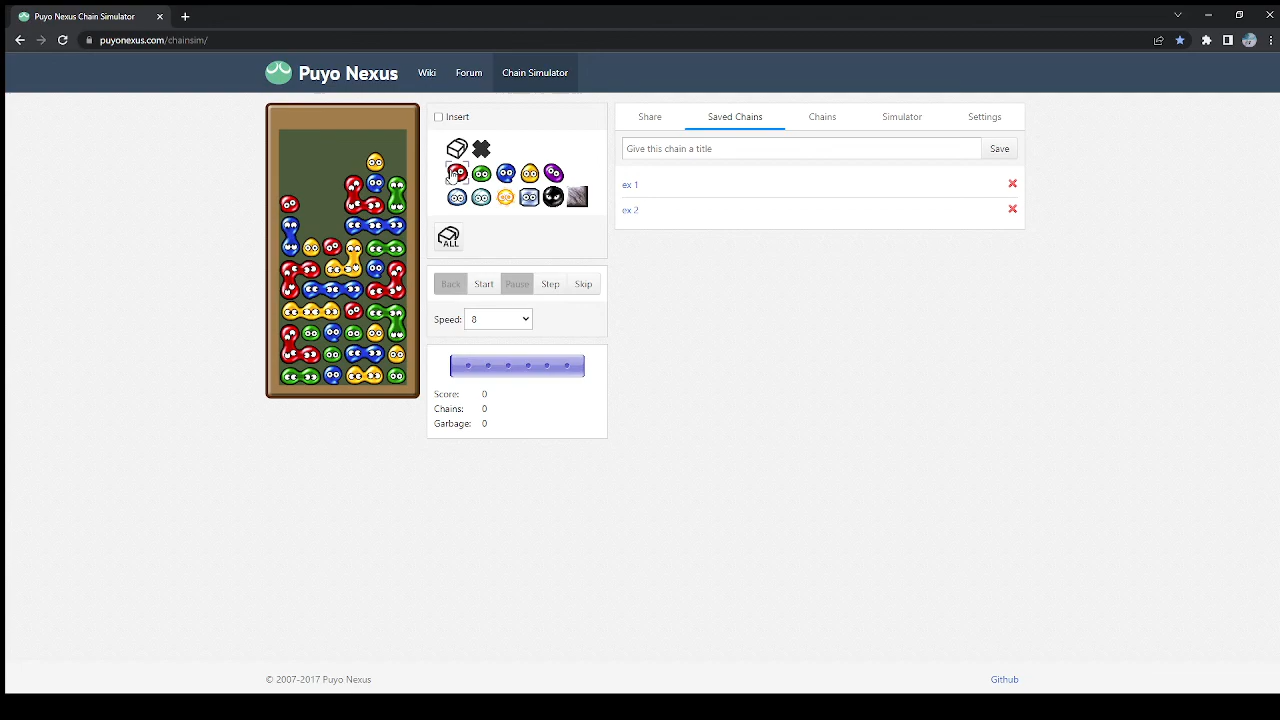 Puyo Nexus Chain Simulator
puyonexus.com/chainsim/
Puyo Nexus
Wiki
Forum
Chain Simulator
Insert
Share
Saved Chains
Chains
Simulator
Settings
Give this chain a title
Save
ex 1
ex 2
ALL
Back
Start
Pause
Step
Skip
Speed:
8
Score:
0
Chains:
0
Garbage:
0
© 2007-2017 Puyo Nexus
Github